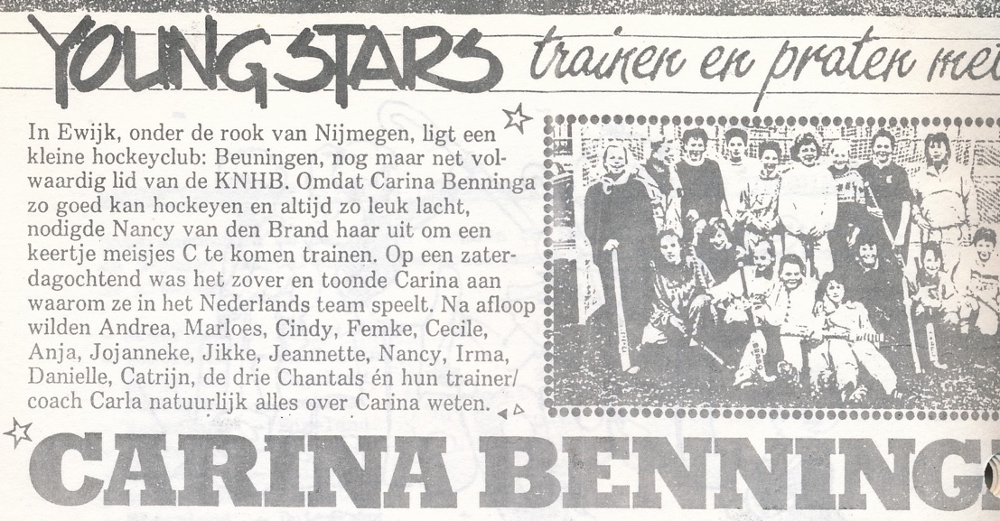 YOUNG STARS trainen en praten met
In Ewijk, onder de rook van Nijmegen, ligt een
kleine hockeyclub: Beuningen, nog maar net vol-
waardig lid van de KNHB. Omdat Carina Benninga
zo goed kan hockeyen en altijd zo leuk lacht,
nodigde Nancy van den Brand haar uit om een
keertje meisjes C te komen trainen. Op een zater-
dagochtend was het zover en toonde Carina aan
waarom ze in het Nederlands team speelt. Na afloop
wilden Andrea, Marloes, Cindy, Femke, Cecile,
Anja, Jojanneke, Jikke, Jeannette, Nancy, Irma,
Danielle, Catrijn, de drie Chantals én hun trainer/
coach Carla natuurlijk alles over Carina weten.
CARINA BENNING